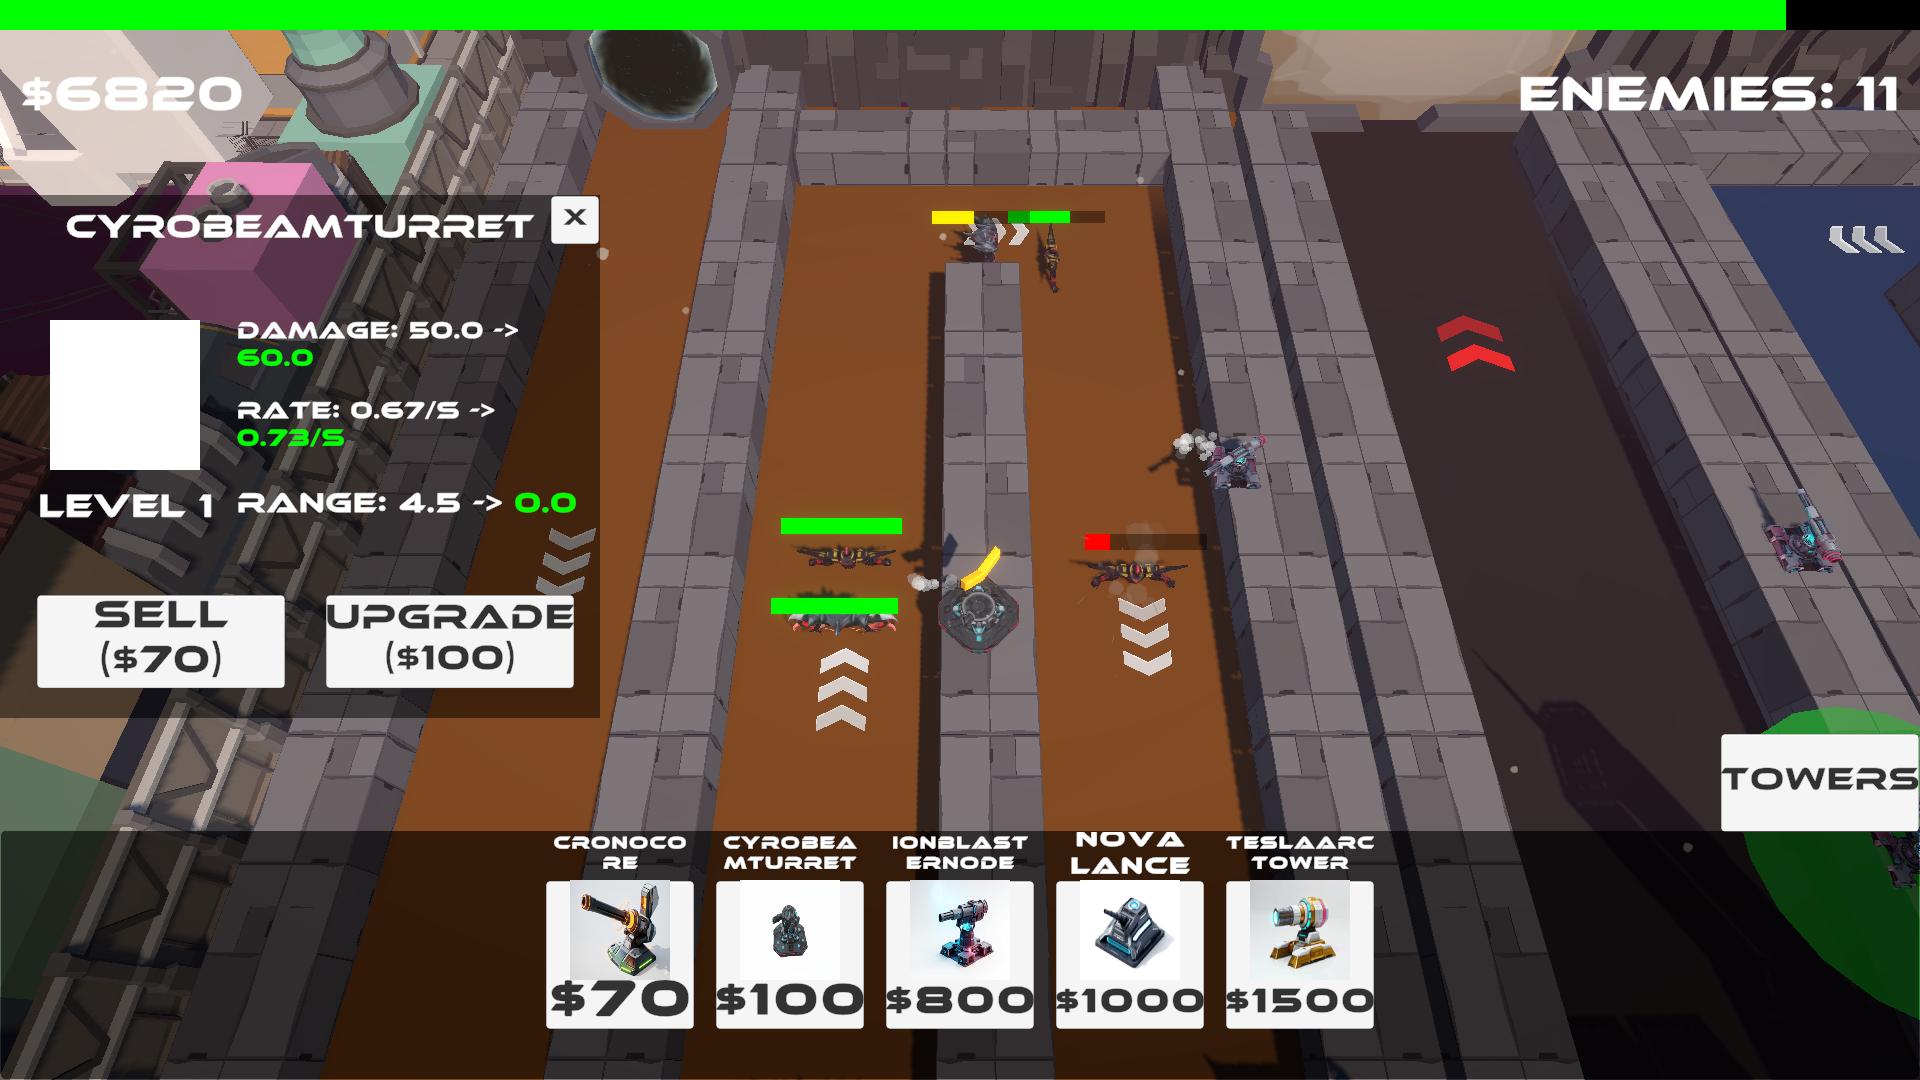 $6820
ENEMIES: 11
CYROBEAMTURRET
X
DAMAGE: 50.0 ->
60.0
RATE: 0.67/S ->
0.73/S
LEVEL 1
RANGE: 4.5 -> 0.0
SELL
($70)
UPGRADE
($100)
TOWERS
CRONOCO
RE
CYROBEA
MTURRET
IONBLAST
ERNODE
NOVA
LANCE
TESLAARC
TOWER
$70
$100
$800
$1000
$1500